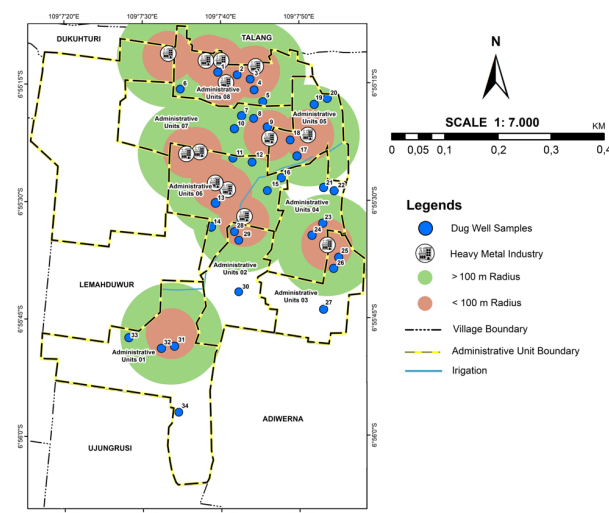 109°7'20"E 109°7'30"E 109°7'40"E 109°7'50"E
DUKUHTURI
TALANG
6°55'15"S
6°55'30"S
6°55'45"S
6°56'0"S
6°55'15"S
6°55'30"S
6°55'45"S
6°56'0"S
1
2
3
4
5
6
Administrative
Units 08
7
8
9
10
Administrative
Units 07
Administrative
Units 05
19
20
18
17
11
12
16
15
21
22
Administrative
Units 06
13
14
Administrative
Units 04
23
24
25
26
28
29
Administrative
Units 02
LEMAHDUWUR
30
Administrative
Units 03
27
33
32
31
Administrative
Units 01
34
ADIWERNA
UJUNGRUSI
N
SCALE 1: 7.000
KM
0 0,05 0,1 0,2 0,3 0,4
Legends
Dug Well Samples
Heavy Metal Industry
> 100 m Radius
< 100 m Radius
Village Boundary
Administrative Unit Boundary
Irigation